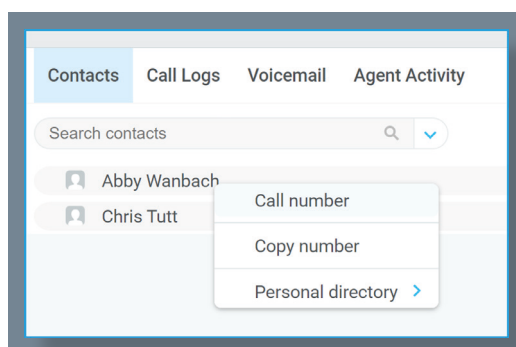 Contacts Call Logs Voicemail Agent Activity
Search contacts
Abby Wanbach
Call number
Chris Tutt
Copy number
Personal directory